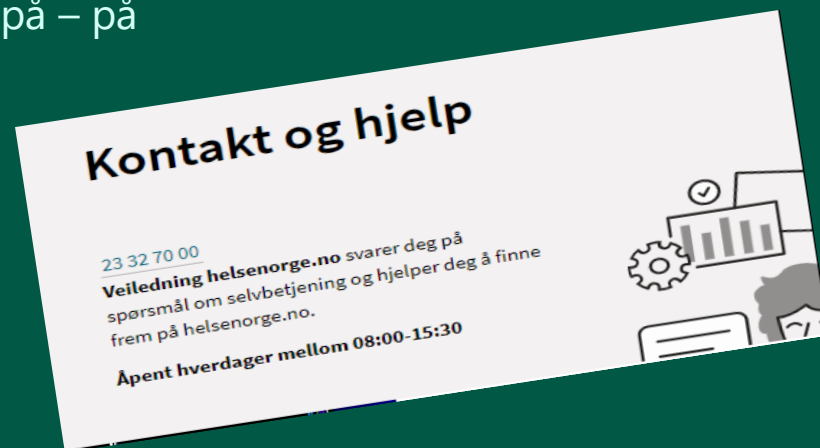 på – på
Kontakt og hjelp
23 32 70 00
Veiledning helsenorge.no svarer deg på
spørsmål om selvbetjening og hjelper deg å finne
frem på helsenorge.no.
Åpent hverdager mellom 08:00-15:30